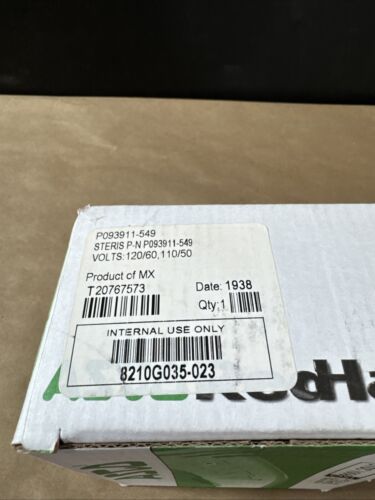 P093911-549
STERIS P-N P093911-549
VOLTS:120/60,110/50
Product of MX
T20767573
Date: 1938
Qty:1
INTERNAL USE ONLY
8210G035-023